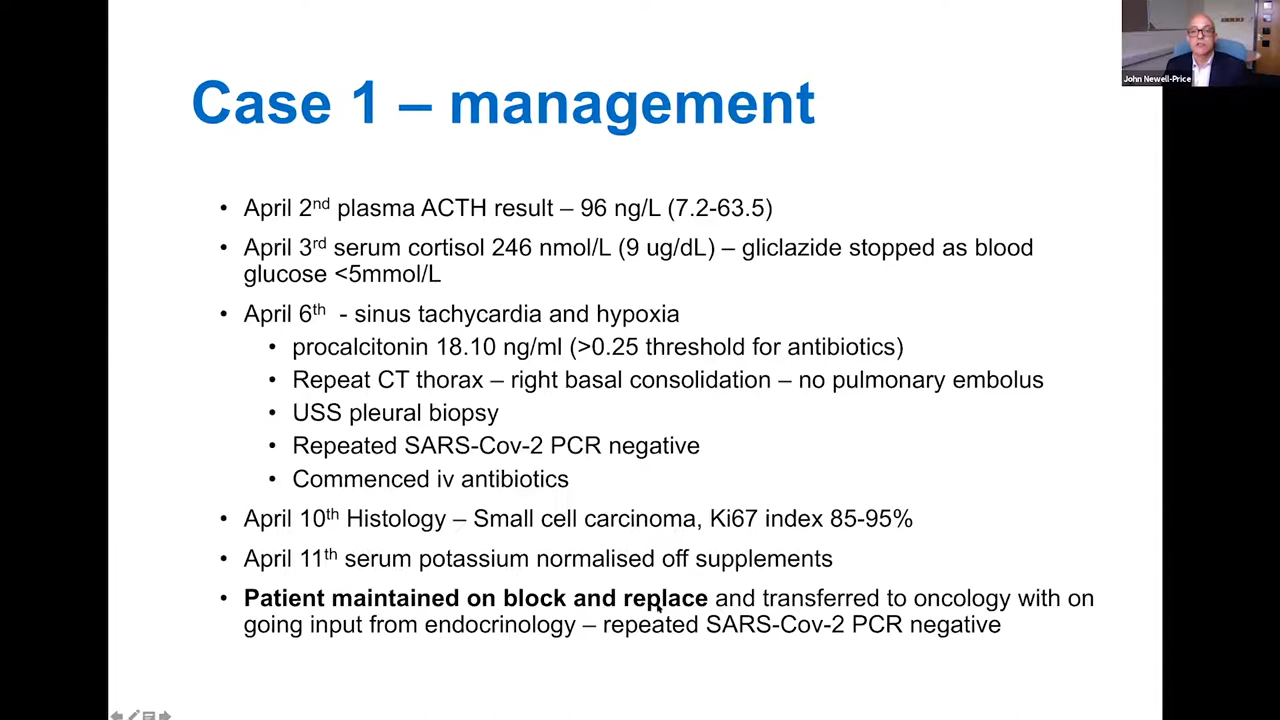 John Newell-Price
Case 1 – management
• April 2nd plasma ACTH result – 96 ng/L (7.2-63.5)
• April 3rd serum cortisol 246 nmol/L (9 ug/dL) – gliclazide stopped as blood
glucose <5mmol/L
• April 6th - sinus tachycardia and hypoxia
• procalcitonin 18.10 ng/ml (>0.25 threshold for antibiotics)
• Repeat CT thorax – right basal consolidation – no pulmonary embolus
• USS pleural biopsy
• Repeated SARS-Cov-2 PCR negative
• Commenced iv antibiotics
• April 10th Histology – Small cell carcinoma, Ki67 index 85-95%
• April 11th serum potassium normalised off supplements
• Patient maintained on block and replace and transferred to oncology with on
going input from endocrinology – repeated SARS-Cov-2 PCR negative